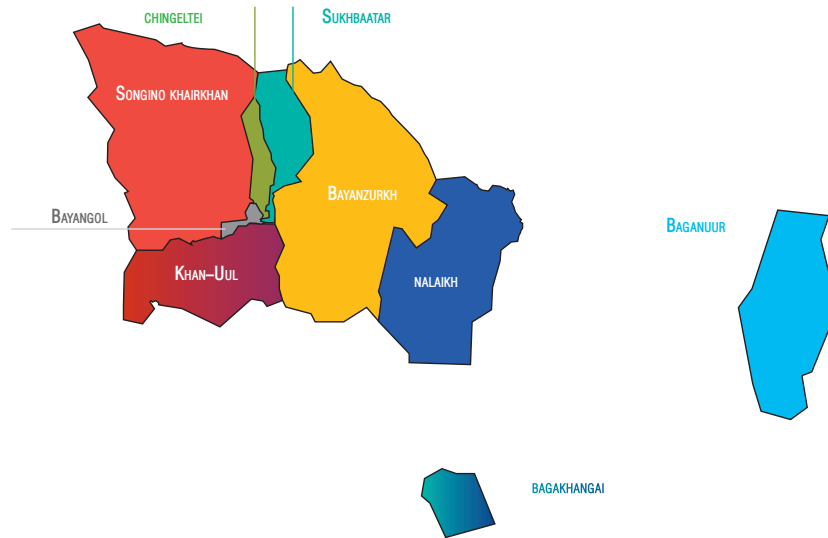 CHINGELTEI
SUKHBAATAR
SONGINO KHAIRKHAN
BAYANZURKH
BAYANGOL
BAGANUUR
KHAN–UUL
NALAIKH
BAGAKHANGAI